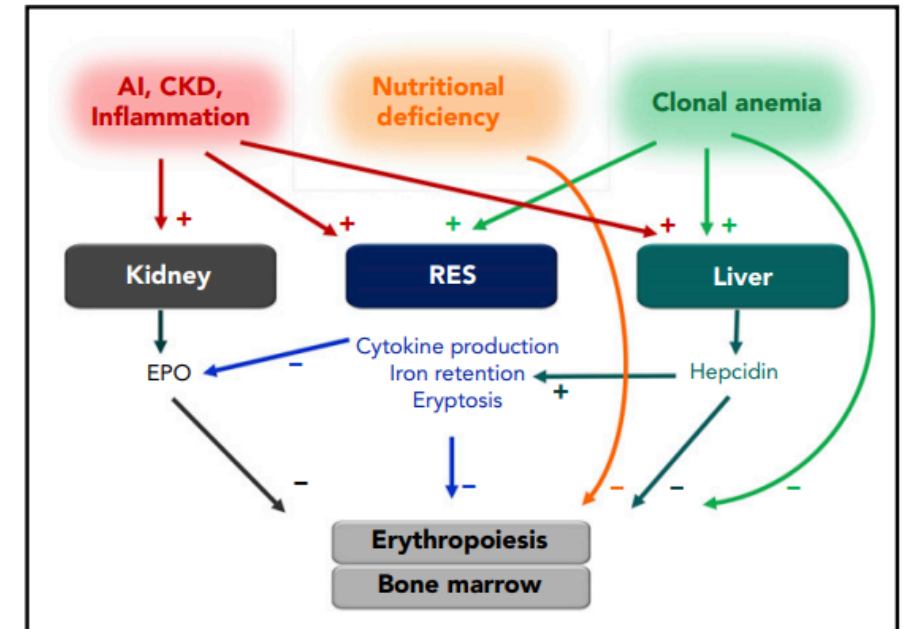 AI, CKD,
Inflammation
Nutritional
deficiency
Clonal anemia
+
+
+
+
+
Kidney
RES
Liver
EPO
−
Cytokine production
Iron retention
Eryptosis
+
Hepcidin
−
−
−
−
−
Erythropoiesis
Bone marrow